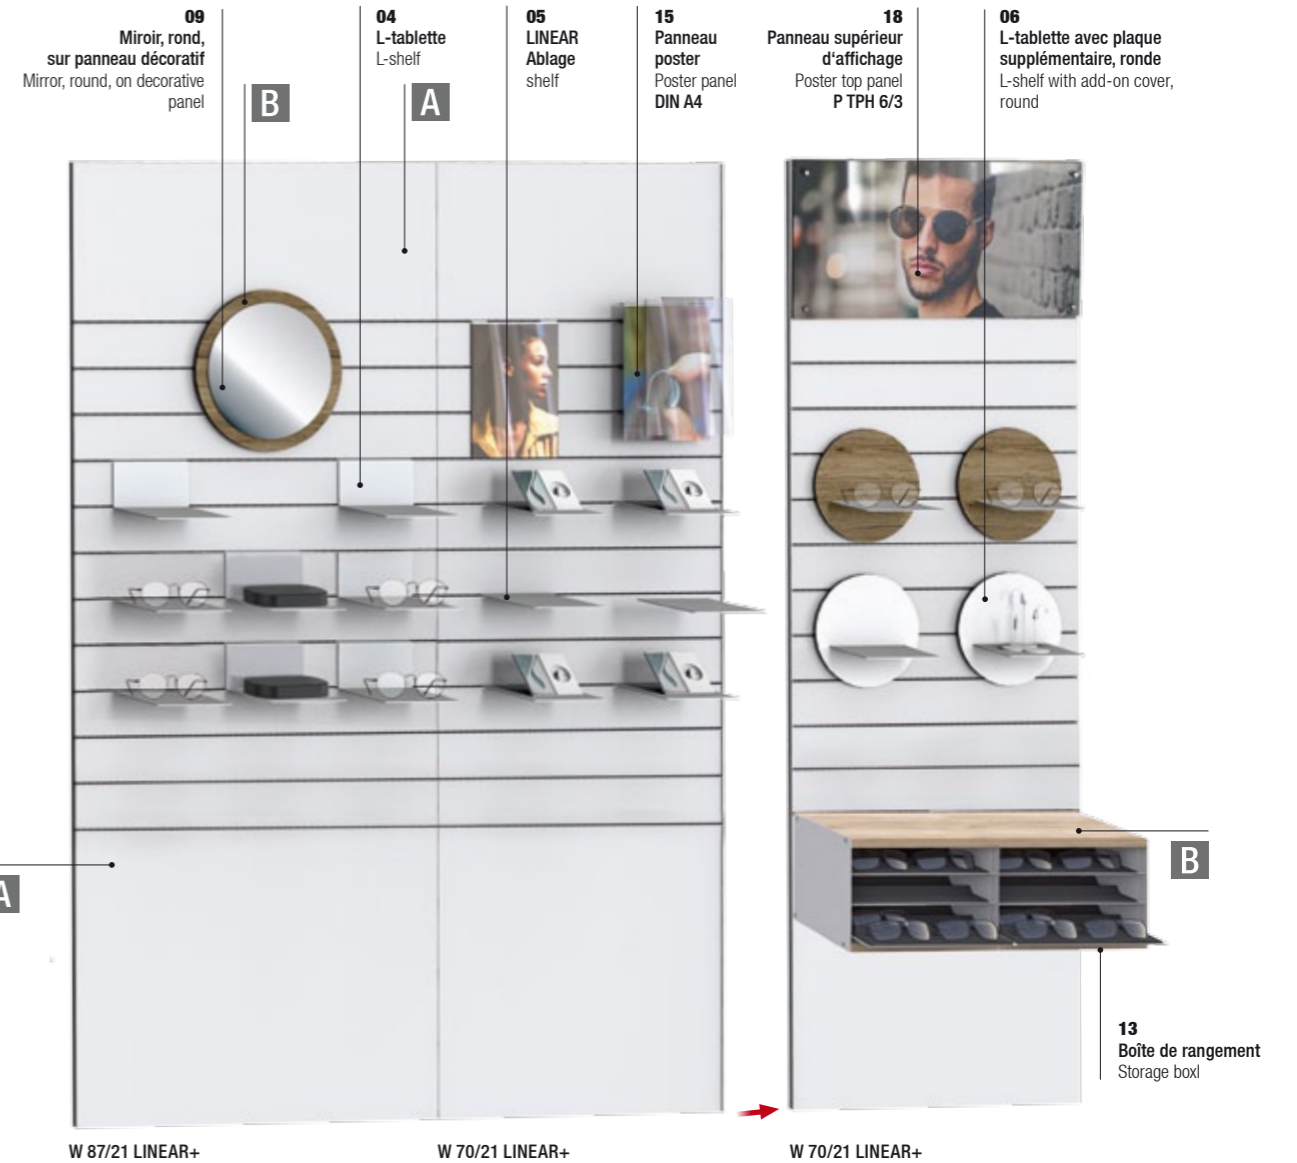 09
Miroir, rond,
sur panneau décoratif
Mirror, round, on decorative
panel
B
04
L-tablette
L-shelf
A
05
LINEAR
Ablage
shelf
15
Panneau
poster
Poster panel
DIN A4
18
Panneau supérieur
d‘affichage
Poster top panel
P TPH 6/3
06
L-tablette avec plaque
supplémentaire, ronde
L-shelf with add-on cover,
round
A
B
13
Boîte de rangement
Storage boxl
W 87/21 LINEAR+
W 70/21 LINEAR+
W 70/21 LINEAR+